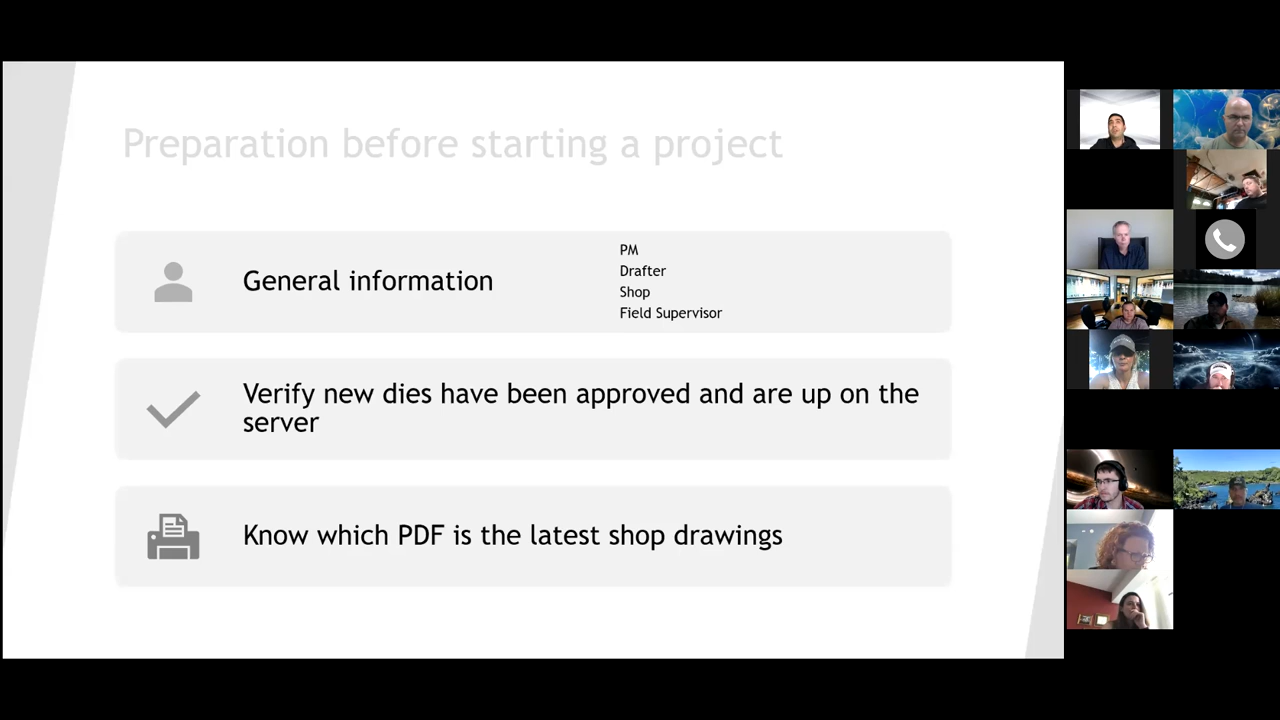 Preparation before starting a project
General information
PM
Drafter
Shop
Field Supervisor
Verify new dies have been approved and are up on the
server
Know which PDF is the latest shop drawings